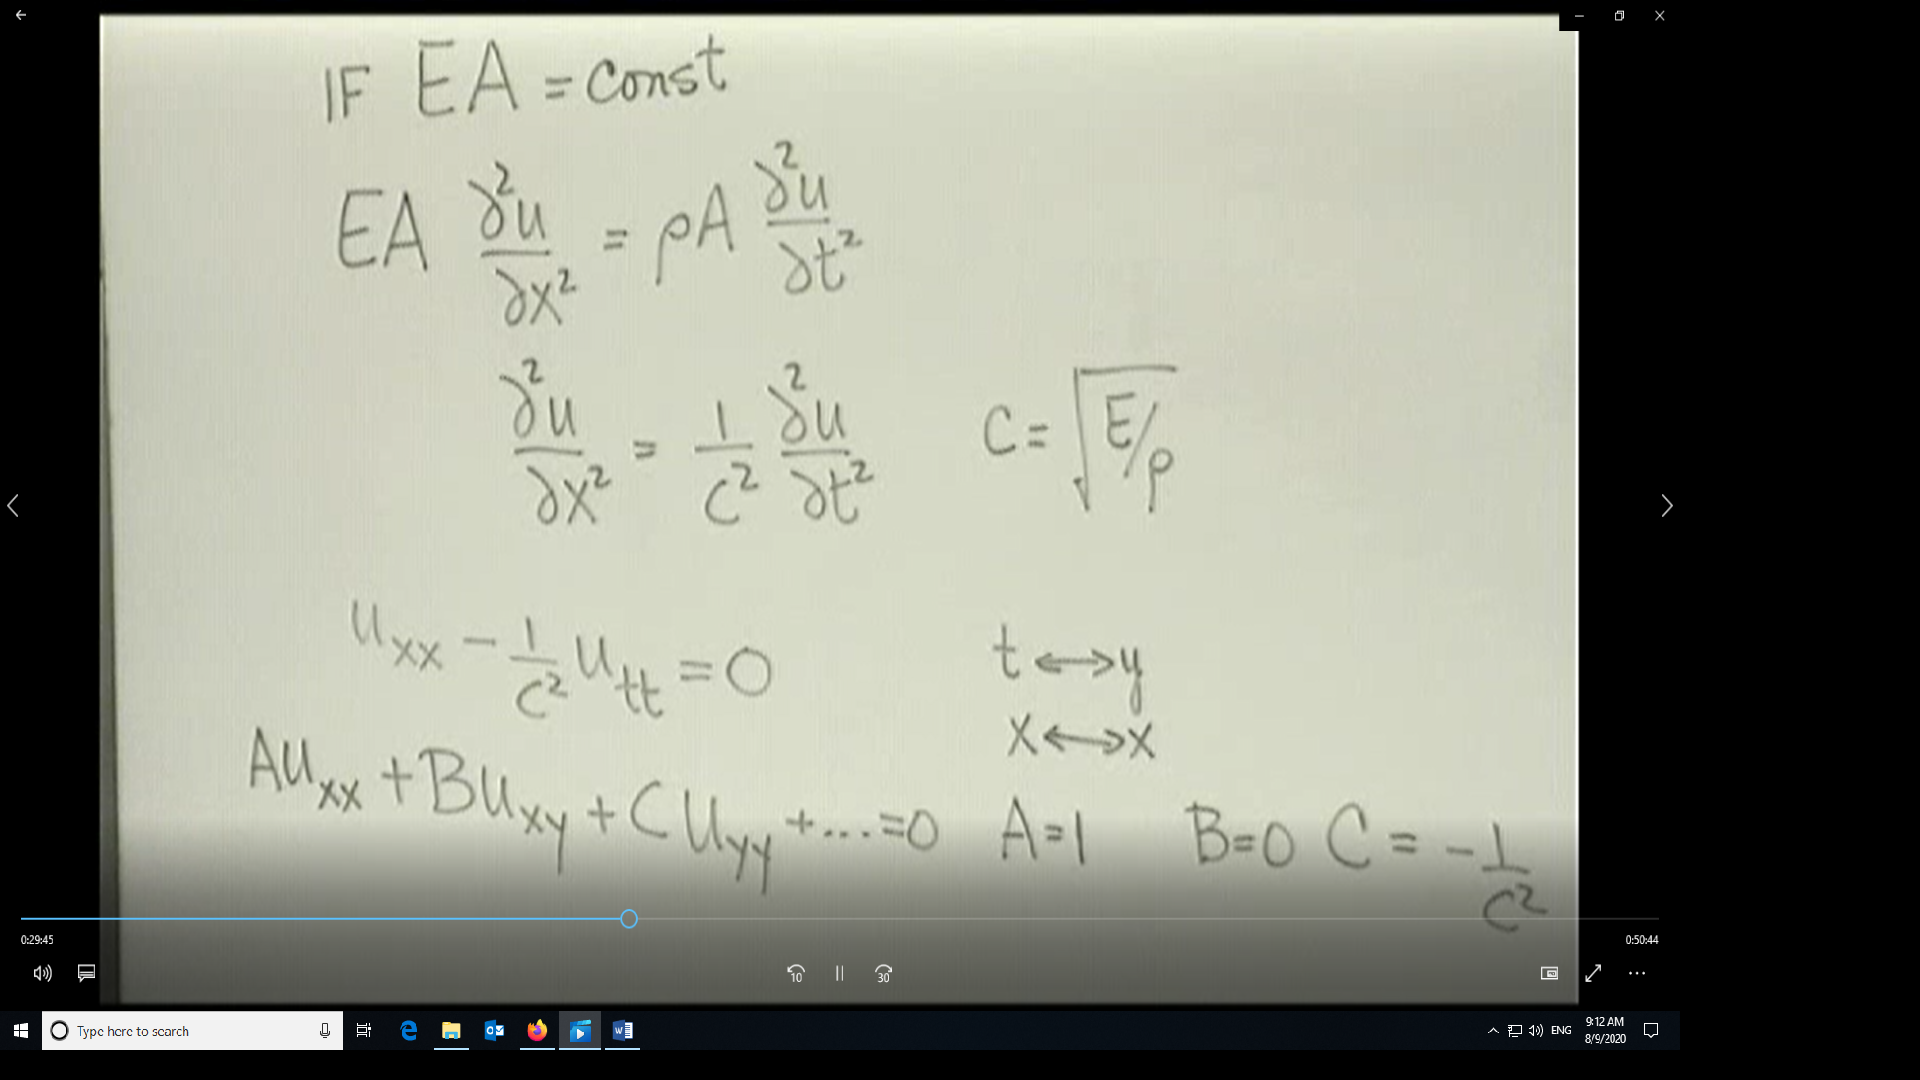 IF EA = const
EA ∂²u/∂x² = ρA ∂²u/∂t²
∂²u/∂x² = 1/c² ∂²u/∂t² C = √E/ρ
uxx - 1/c² utt = 0 t ↔ y
x ↔ x
Auxx + Buxy + Cuyy + ... = 0 A = 1 B = 0 C = - 1/c²
0:29:45 0:50:44
10 30
Type here to search
ENG
9:12 AM
8/9/2020